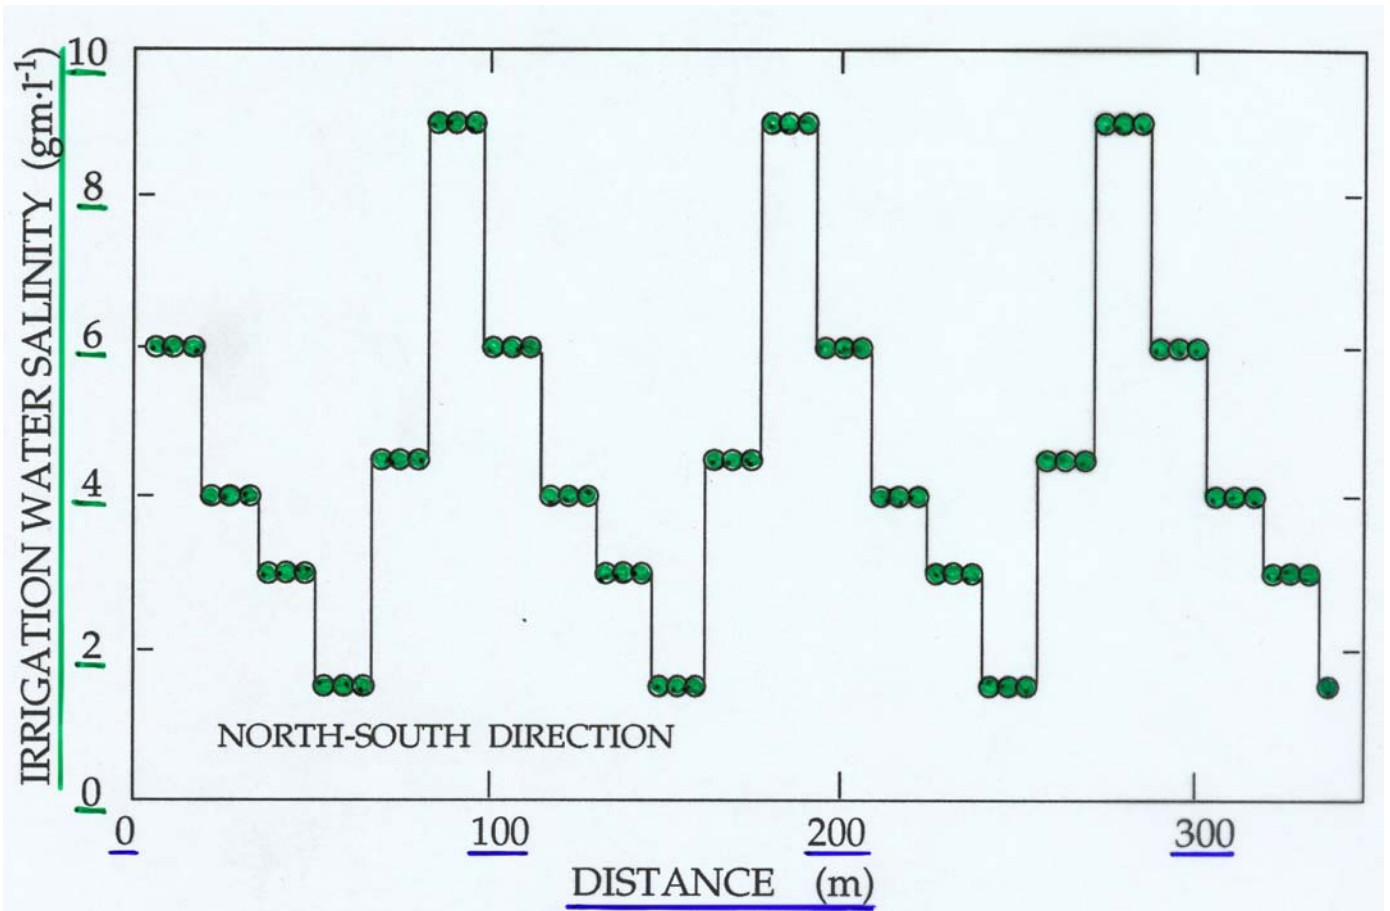 IRRIGATION WATER SALINITY (gm·l-1)
10
8
6
4
2
0
NORTH-SOUTH DIRECTION
0 100 200 300
DISTANCE (m)